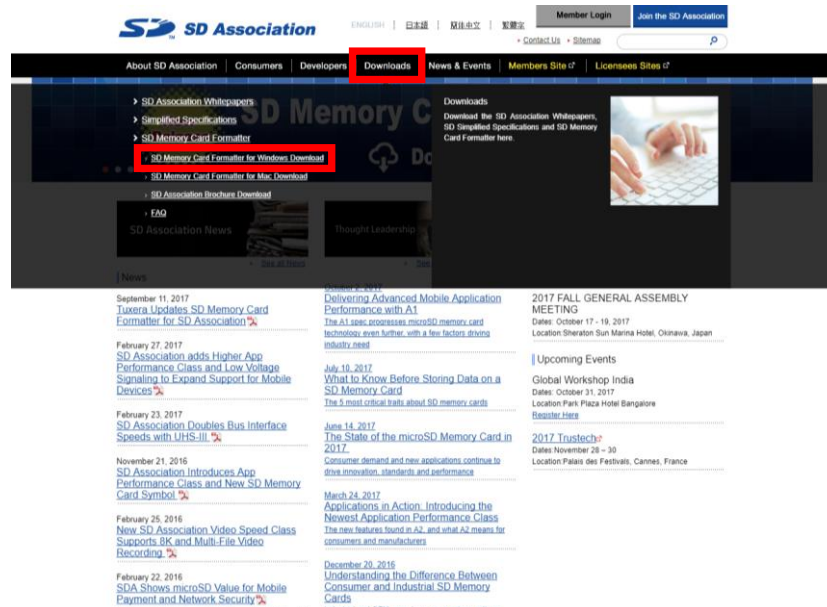 SD Association
TM
ENGLISH | 日本語 | 简体中文 | 繁體字
Member Login
Join the SD Association
Contact Us Sitemap
About SD Association
Consumers
Developers
Downloads
News & Events
Members Site
Licensees Sites
SD Association Whitepapers
Simplified Specifications
SD Memory Card Formatter
SD Memory Card Formatter for Windows Download
SD Memory Card Formatter for Mac Download
SD Association Brochure Download
FAQ
Downloads
Download the SD Association Whitepapers,
SD Simplified Specifications and SD Memory
Card Formatter here.
SD Memory C
Do
SD Association News
Thought Leadership
See all News
See
News
September 11, 2017
Tuxera Updates SD Memory Card
Formatter for SD Association
February 27, 2017
SD Association adds Higher App
Performance Class and Low Voltage
Signaling to Expand Support for Mobile
Devices
February 23, 2017
SD Association Doubles Bus Interface
Speeds with UHS-III
November 21, 2016
SD Association Introduces App
Performance Class and New SD Memory
Card Symbol
February 25, 2016
New SD Association Video Speed Class
Supports 8K and Multi-File Video
Recording
February 22, 2016
SDA Shows microSD Value for Mobile
Payment and Network Security
October 2, 2017
Delivering Advanced Mobile Application
Performance with A1
The A1 spec progresses microSD memory card
technology even further, with a few factors driving
industry need
July 10, 2017
What to Know Before Storing Data on a
SD Memory Card
The 5 most critical traits about SD memory cards
June 14, 2017
The State of the microSD Memory Card in
2017
Consumer demand and new applications continue to
drive innovation, standards and performance
March 24, 2017
Applications in Action: Introducing the
Newest Application Performance Class
The new features found in A2, and what A2 means for
consumers and manufacturers
December 20, 2016
Understanding the Difference Between
Consumer and Industrial SD Memory
Cards
2017 FALL GENERAL ASSEMBLY
MEETING
Dates: October 17 - 19, 2017
Location:Sheraton Sun Marina Hotel, Okinawa, Japan
Upcoming Events
Global Workshop India
Dates: October 31, 2017
Location:Park Plaza Hotel Bangalore
Register Here
2017 Trustech
Dates:November 28 – 30
Location:Palais des Festivals, Cannes, France